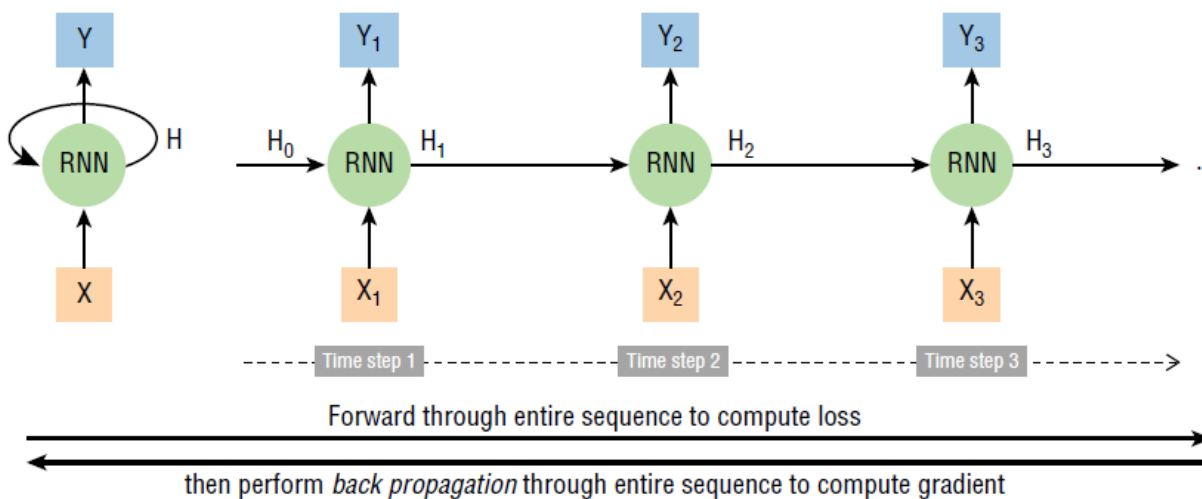 Y Y₁ Y₂ Y₃
H H₀ H₁ H₂ H₃
RNN RNN RNN RNN .
X X₁ X₂ X₃
Time step 1 Time step 2 Time step 3
Forward through entire sequence to compute loss
then perform back propagation through entire sequence to compute gradient